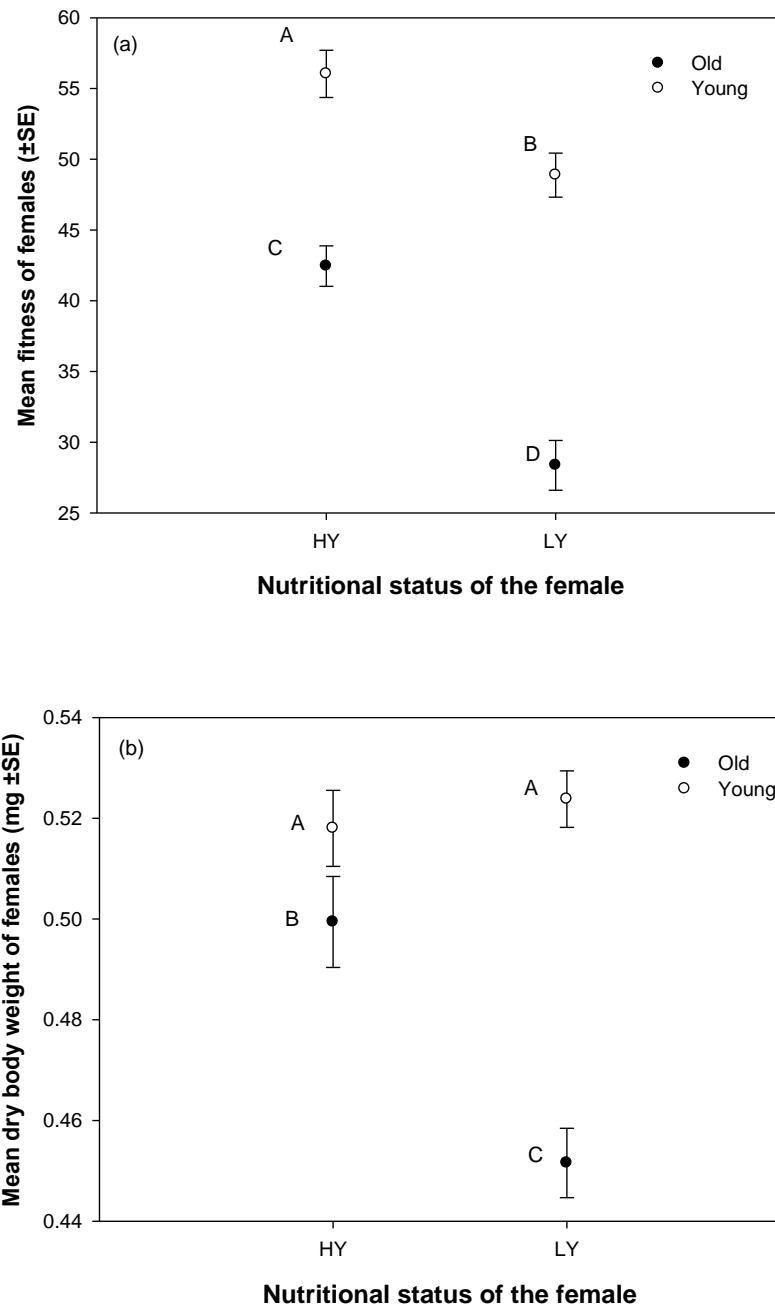 (a)
Old
Young
A
B
C
D
60
55
50
45
40
35
30
25
Mean fitness of females (±SE)
HY
LY
Nutritional status of the female
(b)
Old
Young
A
A
B
C
0.54
0.52
0.50
0.48
0.46
0.44
Mean dry body weight of females (mg ±SE)
HY
LY
Nutritional status of the female